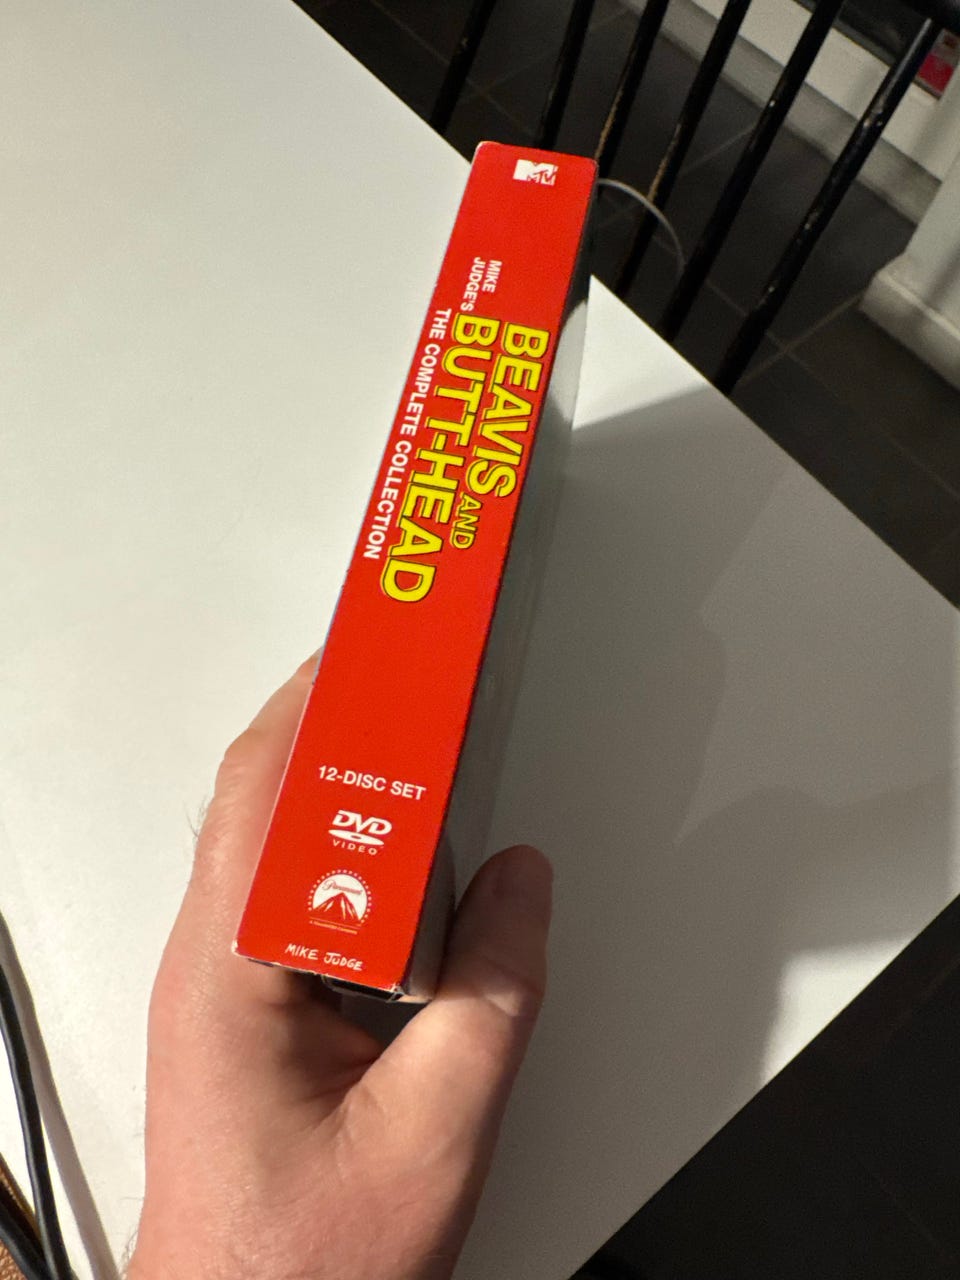 MTV
MIKE
JUDGE'S
BEAVIS AND
BUTT-HEAD
THE COMPLETE COLLECTION
12-DISC SET
DVD
VIDEO
Paramount
MIKE JUDGE